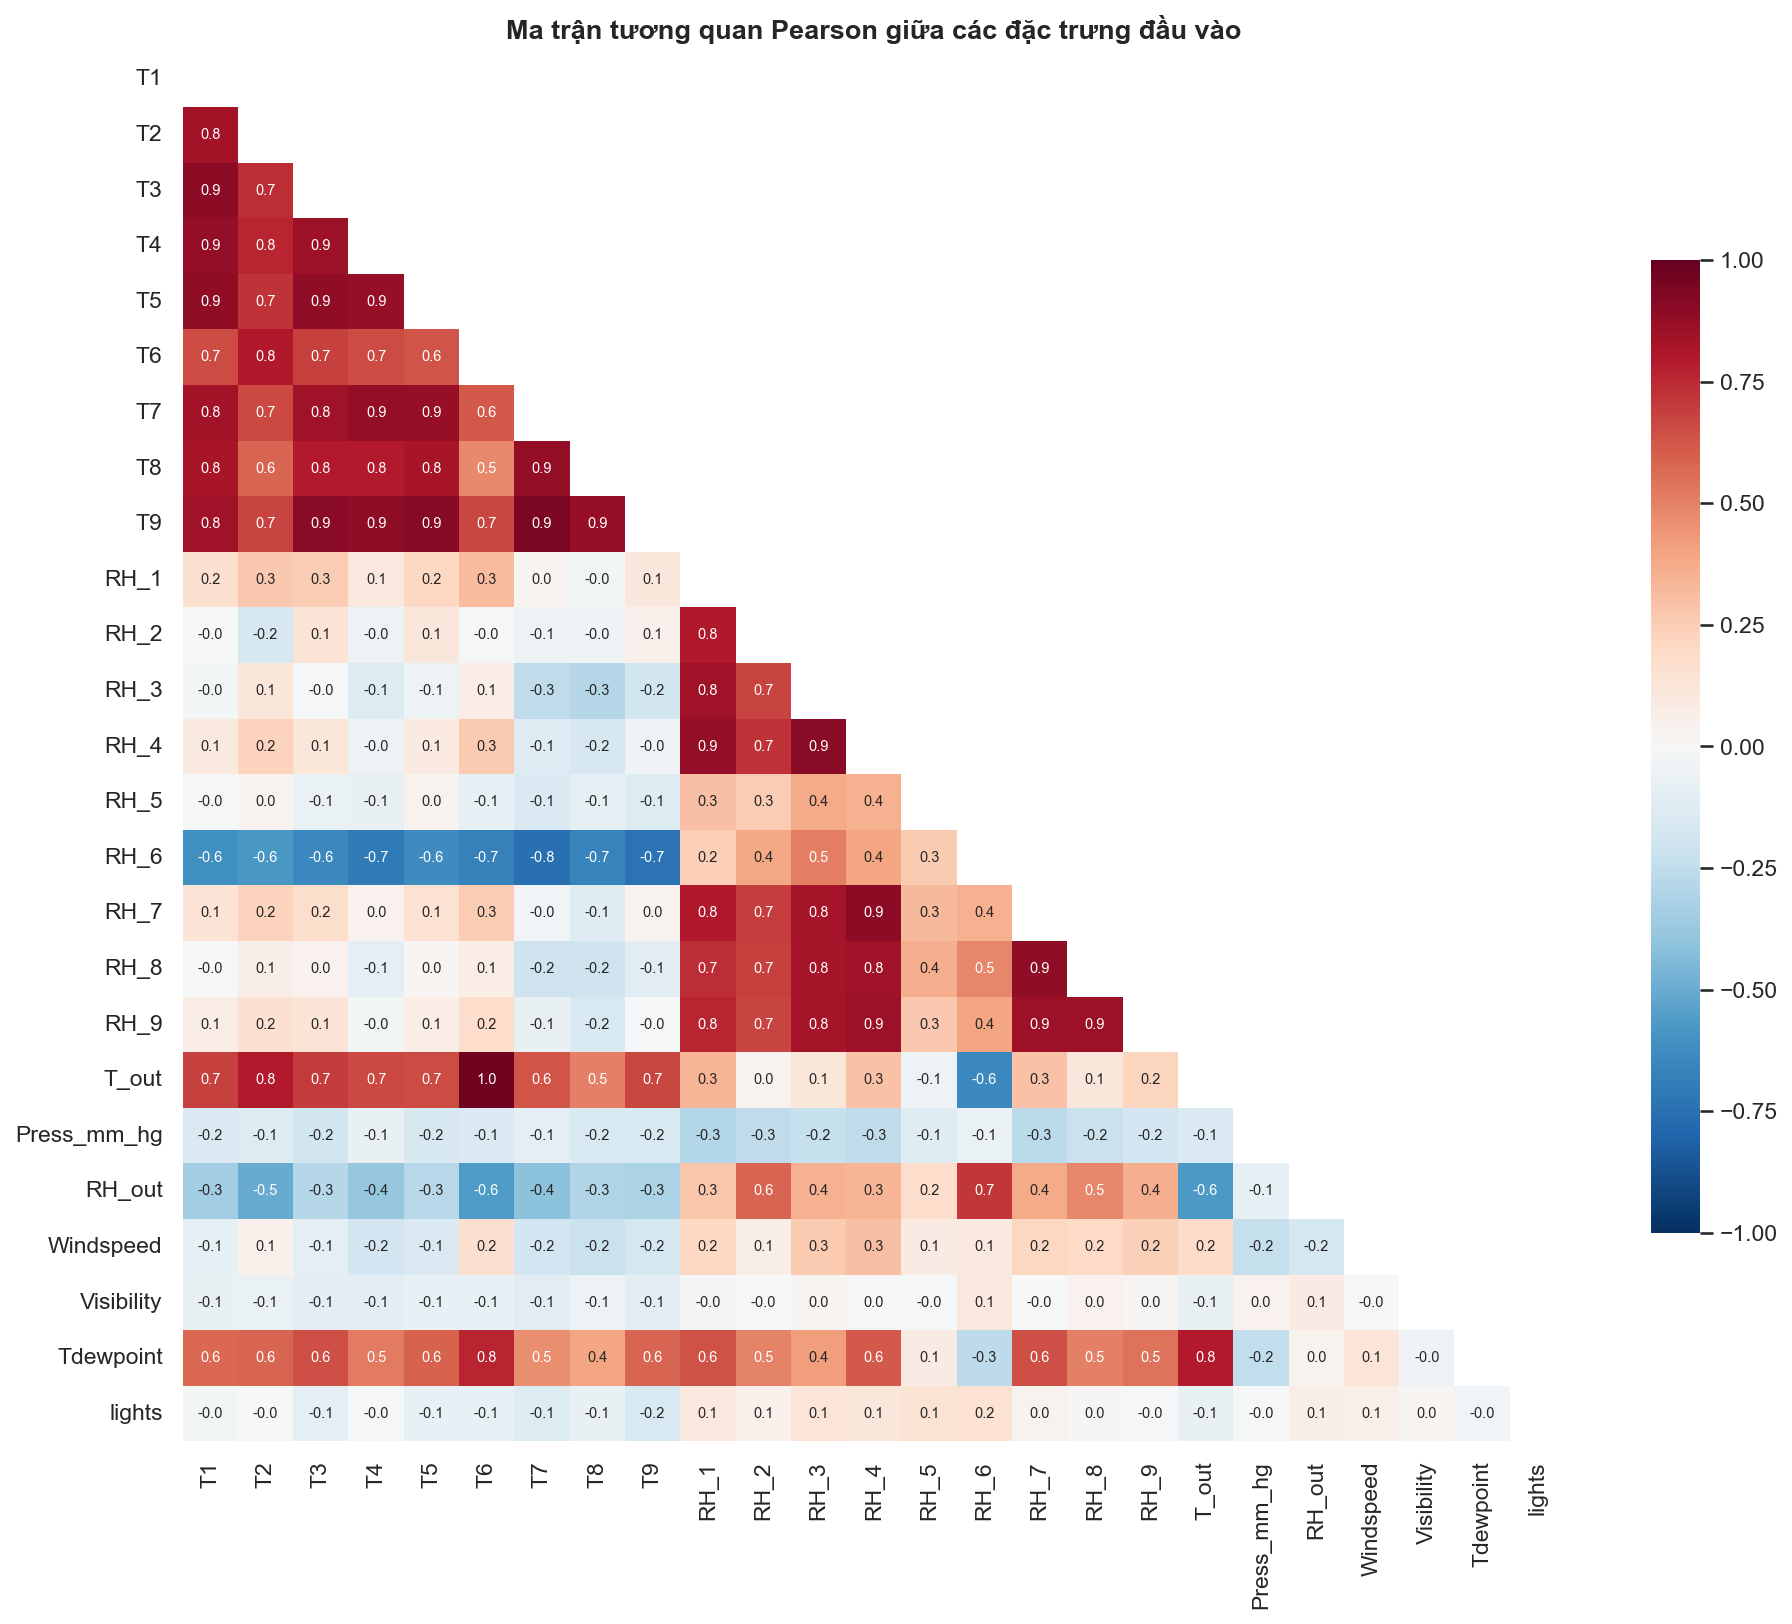 Ma trận tương quan Pearson giữa các đặc trưng đầu vào
T1
T2 0.8
T3 0.9 0.7
T4 0.9 0.8 0.9
T5 0.9 0.7 0.9 0.9
T6 0.7 0.8 0.7 0.7 0.6
T7 0.8 0.7 0.8 0.9 0.9 0.6
T8 0.8 0.6 0.8 0.8 0.8 0.5 0.9
T9 0.8 0.7 0.9 0.9 0.9 0.7 0.9 0.9
RH_1 0.2 0.3 0.3 0.1 0.2 0.3 0.0 -0.0 0.1
RH_2 -0.0 -0.2 0.1 -0.0 0.1 -0.0 -0.1 -0.0 0.1 0.8
RH_3 -0.0 0.1 -0.0 -0.1 -0.1 0.1 -0.3 -0.3 -0.2 0.8 0.7
RH_4 0.1 0.2 0.1 -0.0 0.1 0.3 -0.1 -0.2 -0.0 0.9 0.7 0.9
RH_5 -0.0 0.0 -0.1 -0.1 0.0 -0.1 -0.1 -0.1 -0.1 0.3 0.3 0.4 0.4
RH_6 -0.6 -0.6 -0.6 -0.7 -0.6 -0.7 -0.8 -0.7 -0.7 0.2 0.4 0.5 0.4 0.3
RH_7 0.1 0.2 0.2 0.0 0.1 0.3 -0.0 -0.1 0.0 0.8 0.7 0.8 0.9 0.3 0.4
RH_8 -0.0 0.1 0.0 -0.1 0.0 0.1 -0.2 -0.2 -0.1 0.7 0.7 0.8 0.8 0.4 0.5 0.9
RH_9 0.1 0.2 0.1 -0.0 0.1 0.2 -0.1 -0.2 -0.0 0.8 0.7 0.8 0.9 0.3 0.4 0.9 0.9
T_out 0.7 0.8 0.7 0.7 0.7 1.0 0.6 0.5 0.7 0.3 0.0 0.1 0.3 -0.1 -0.6 0.3 0.1 0.2
Press_mm_hg -0.2 -0.1 -0.2 -0.1 -0.2 -0.1 -0.1 -0.2 -0.2 -0.3 -0.3 -0.2 -0.3 -0.1 -0.1 -0.3 -0.2 -0.2 -0.1
RH_out -0.3 -0.5 -0.3 -0.4 -0.3 -0.6 -0.4 -0.3 -0.3 0.3 0.6 0.4 0.3 0.2 0.7 0.4 0.5 0.4 -0.6 -0.1
Windspeed -0.1 0.1 -0.1 -0.2 -0.1 0.2 -0.2 -0.2 -0.2 0.2 0.1 0.3 0.3 0.1 0.1 0.2 0.2 0.2 0.2 -0.2 -0.2
Visibility -0.1 -0.1 -0.1 -0.1 -0.1 -0.1 -0.1 -0.1 -0.1 -0.0 -0.0 0.0 0.0 -0.0 0.1 -0.0 0.0 0.0 -0.1 0.0 0.1 -0.0
Tdewpoint 0.6 0.6 0.6 0.5 0.6 0.8 0.5 0.4 0.6 0.6 0.5 0.4 0.6 0.1 -0.3 0.6 0.5 0.5 0.8 -0.2 0.0 0.1 -0.0
lights -0.0 -0.0 -0.1 -0.0 -0.1 -0.1 -0.1 -0.1 -0.2 0.1 0.1 0.1 0.1 0.1 0.2 0.0 0.0 -0.0 -0.1 -0.0 0.1 0.1 0.0 -0.0
T1 T2 T3 T4 T5 T6 T7 T8 T9 RH_1 RH_2 RH_3 RH_4 RH_5 RH_6 RH_7 RH_8 RH_9 T_out Press_mm_hg RH_out Windspeed Visibility Tdewpoint lights
1.00
0.75
0.50
0.25
0.00
−0.25
−0.50
−0.75
−1.00